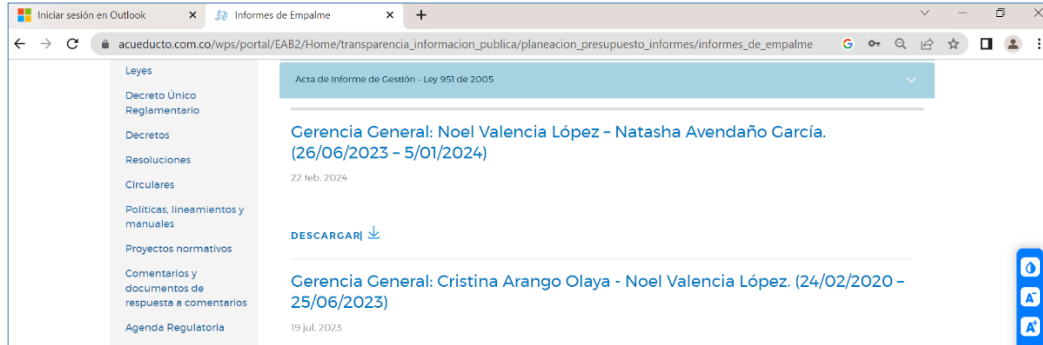 Iniciar sesión en Outlook
Informes de Empalme
acueducto.com.co/wps/portal/EAB2/Home/transparencia_informacion_publica/planeacion_presupuesto_informes/informes_de_empalme
Leyes
Decreto Único
Reglamentario
Decretos
Resoluciones
Circulares
Políticas, lineamientos y
manuales
Proyectos normativos
Comentarios y
documentos de
respuesta a comentarios
Agenda Regulatoria
Acta de Informe de Gestión - Ley 951 de 2005
Gerencia General: Noel Valencia López – Natasha Avendaño García.
(26/06/2023 – 5/01/2024)
22 feb. 2024
DESCARGAR|
Gerencia General: Cristina Arango Olaya - Noel Valencia López. (24/02/2020 –
25/06/2023)
19 jul. 2023
A-
A+